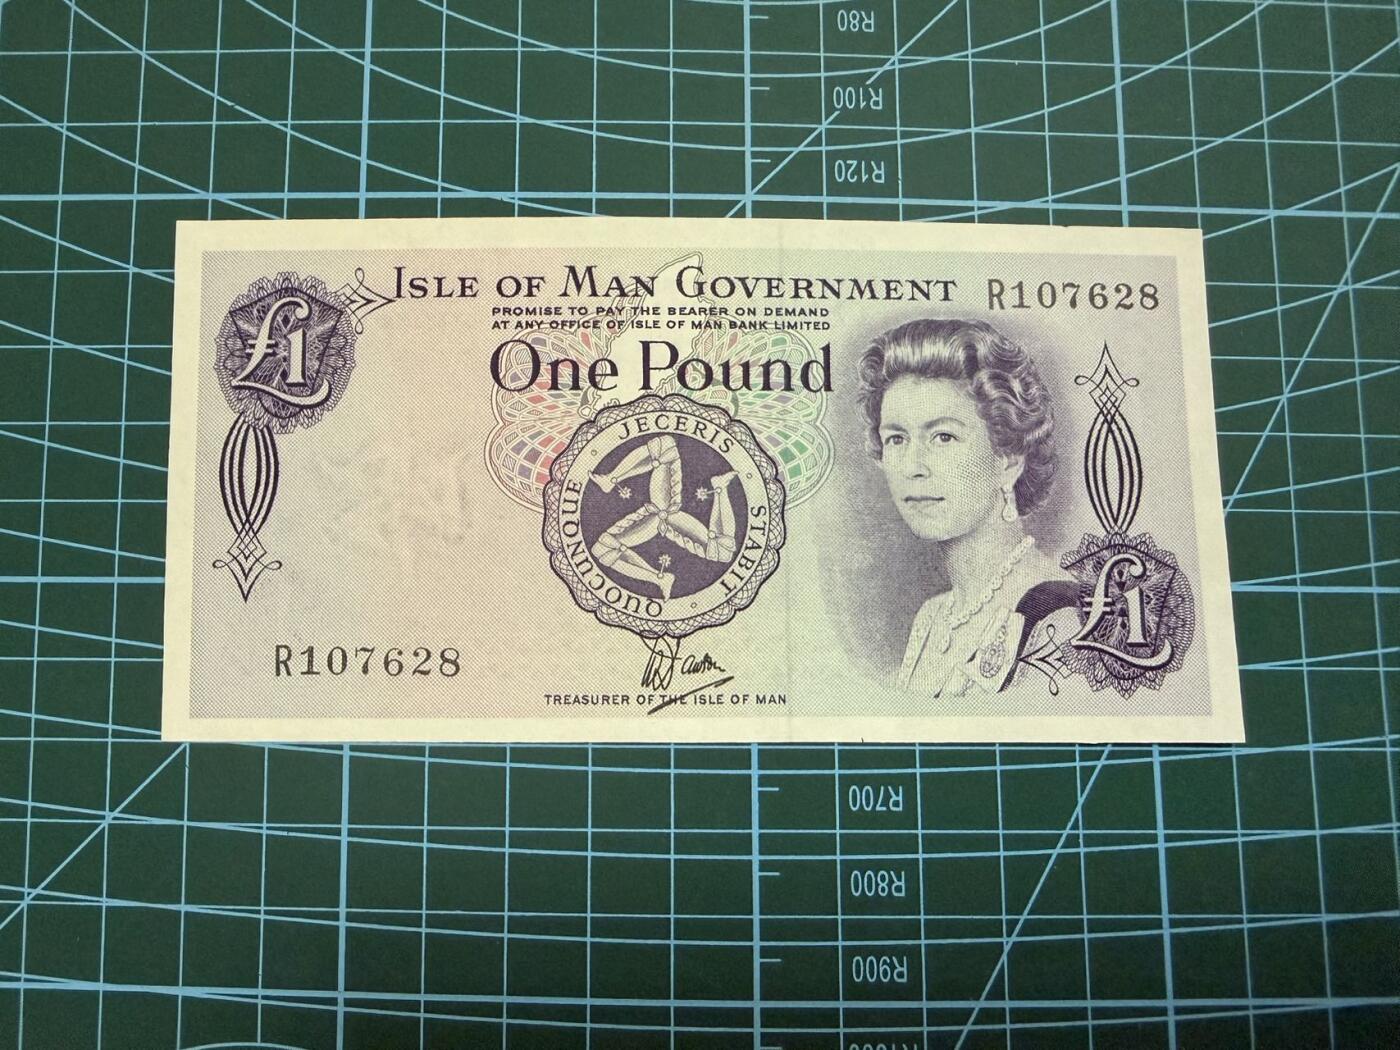 R80
R100
R120
ISLE OF MAN GOVERNMENT
R107628
PROMISE TO PAY THE BEARER ON DEMAND
AT ANY OFFICE OF ISLE OF MAN BANK LIMITED
£1
One Pound
QUOCUNQUE JECERIS STABIT
£1
R107628
TREASURER OF THE ISLE OF MAN
R700
R800
R900